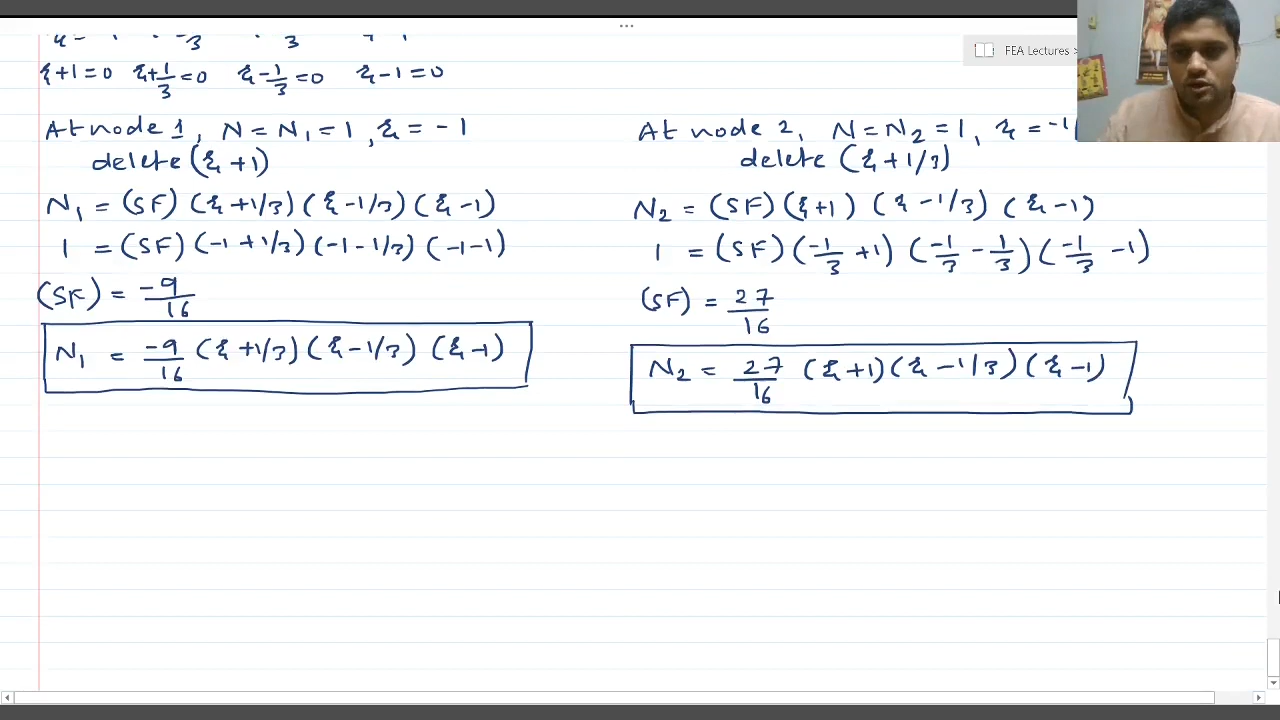 FEA Lectures >
ξ+1=0 ξ+1/3=0 ξ-1/3=0 ξ-1=0
At node 1, N=N₁=1, ξ=-1
delete (ξ+1)
N₁ = (SF) (ξ+1/3) (ξ-1/3) (ξ-1)
1 = (SF) (-1+1/3) (-1-1/3) (-1-1)
(SF) = -9/16
N₁ = -9/16 (ξ+1/3) (ξ-1/3) (ξ-1)
At node 2, N=N₂=1, ξ=-1/
delete (ξ+1/3)
N₂ = (SF) (ξ+1) (ξ-1/3) (ξ-1)
1 = (SF) (-1/3+1) (-1/3-1/3) (-1/3-1)
(SF) = 27/16
N₂ = 27/16 (ξ+1) (ξ-1/3) (ξ-1)